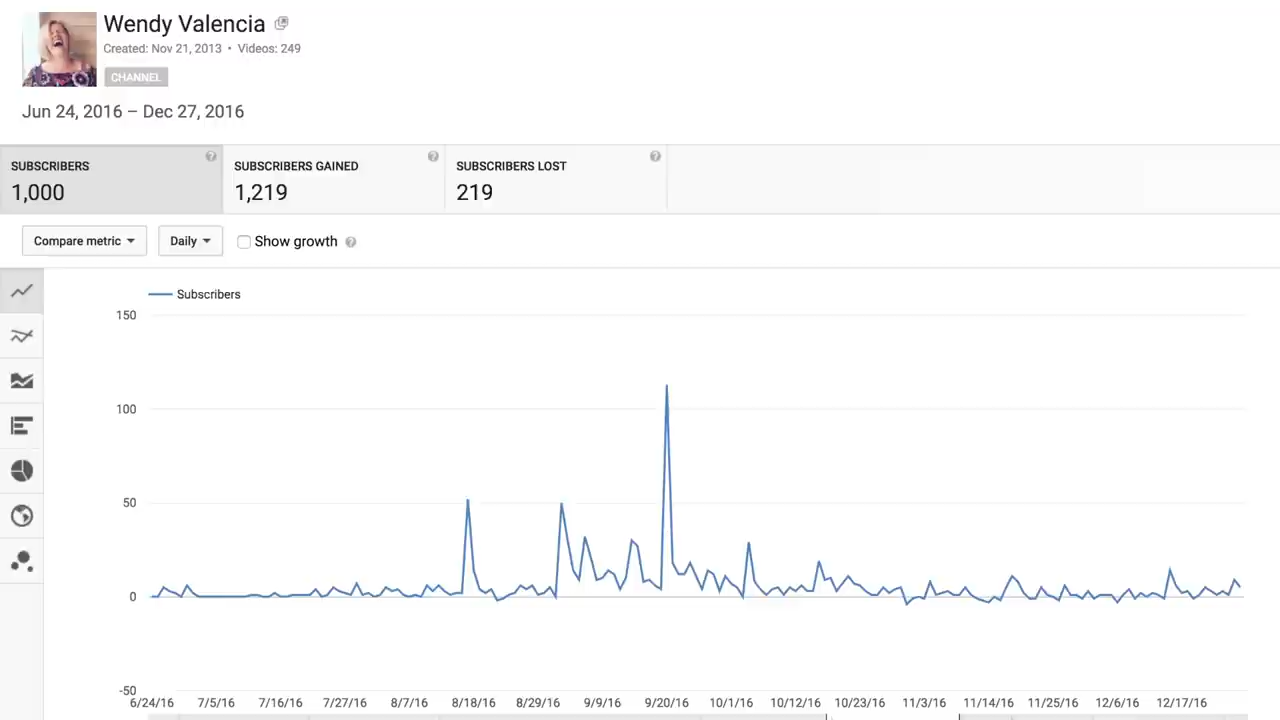 Wendy Valencia
Created: Nov 21, 2013 • Videos: 249
CHANNEL
Jun 24, 2016 – Dec 27, 2016
SUBSCRIBERS ? SUBSCRIBERS GAINED ? SUBSCRIBERS LOST ?
1,000 1,219 219
Compare metric Daily Show growth ?
Subscribers
150
100
50
0
-50
6/24/16 7/5/16 7/16/16 7/27/16 8/7/16 8/18/16 8/29/16 9/9/16 9/20/16 10/1/16 10/12/16 10/23/16 11/3/16 11/14/16 11/25/16 12/6/16 12/17/16